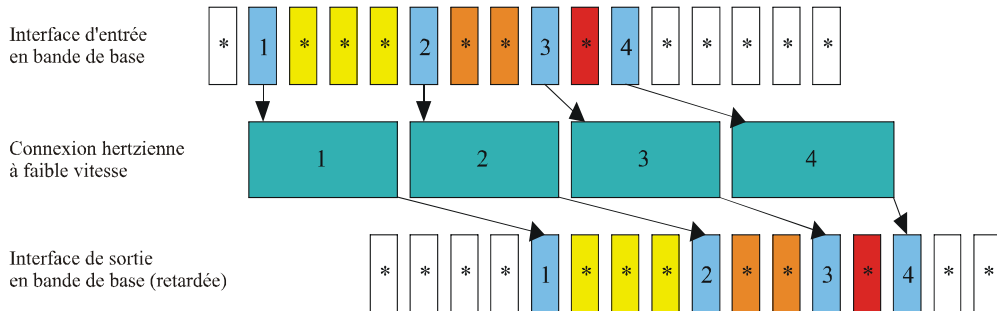 Interface d'entrée
en bande de base
* 1 * * * 2 * * 3 * 4 * * * * *
Connexion hertzienne
à faible vitesse
1 2 3 4
Interface de sortie
en bande de base (retardée)
* * * * 1 * * * 2 * * 3 * 4 * *